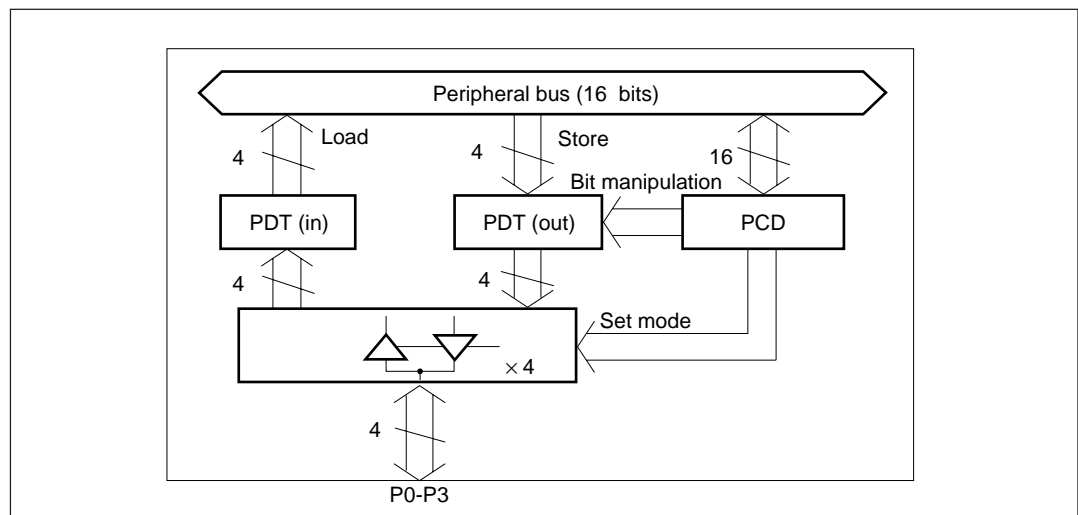 Peripheral bus (16 bits)
Load
4
4
Store
16
Bit manipulation
PDT (in)
PDT (out)
PCD
4
4
Set mode
× 4
4
P0-P3